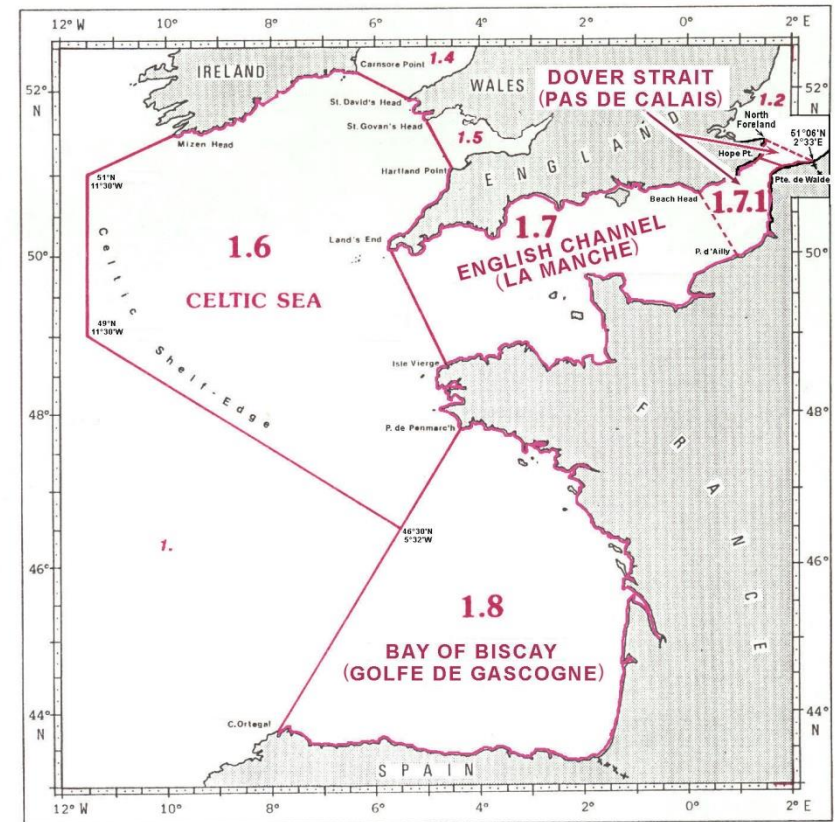 12° W
10°
8°
6°
4°
2°
0°
2° E
52°
N
50°
48°
46°
44°
N
52°
N
50°
48°
46°
44°
N
IRELAND
Carnsore Point
1.4
WALES
St. David's Head
St. Govan's Head
1.5
Mizen Head
Hartland Point
ENGLAND
DOVER STRAIT
(PAS DE CALAIS)
1.2
North
Foreland
51°06'N
2°33'E
Hope Pt.
Pte. de Walde
51°N
11°30'W
Beach Head
1.7.1
Land's End
1.7
ENGLISH CHANNEL
(LA MANCHE)
P. d'Ailly
1.6
CELTIC SEA
Celtic Shelf-Edge
49°N
11°30'W
Isle Vierge
P. de Penmarc'h
FRANCE
46°30'N
5°32'W
1.
1.8
BAY OF BISCAY
(GOLFE DE GASCOGNE)
C. Ortegal
SPAIN
12° W
10°
8°
6°
4°
2°
0°
2° E